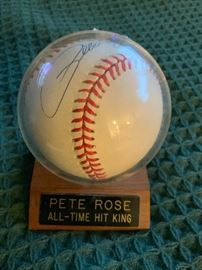 PETE ROSE
ALL-TIME HIT KING